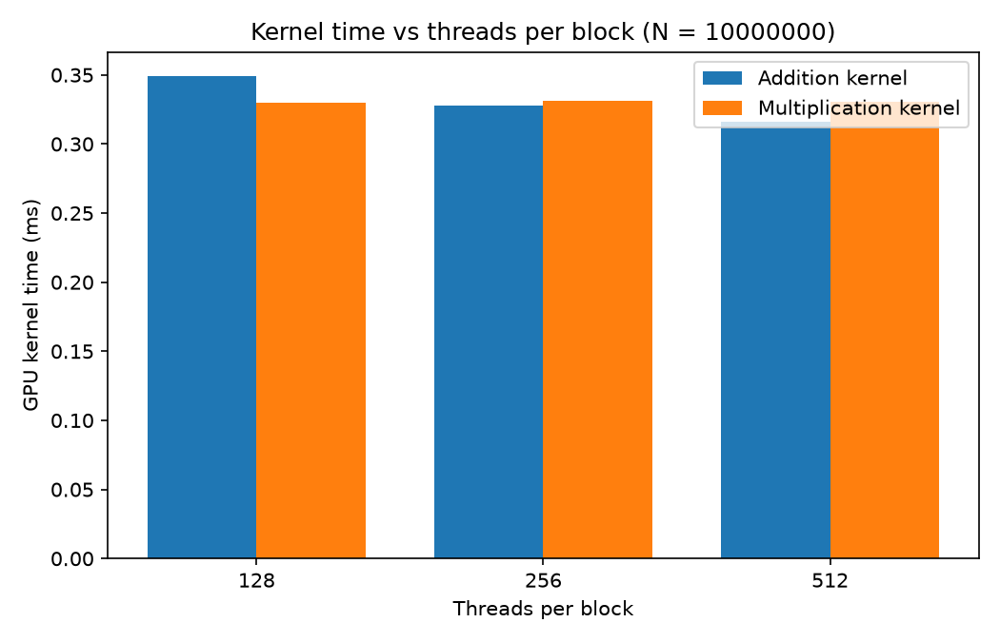 Kernel time vs threads per block (N = 10000000)
Addition kernel
Multiplication kernel
GPU kernel time (ms)
0.35
0.30
0.25
0.20
0.15
0.10
0.05
0.00
128 256 512
Threads per block